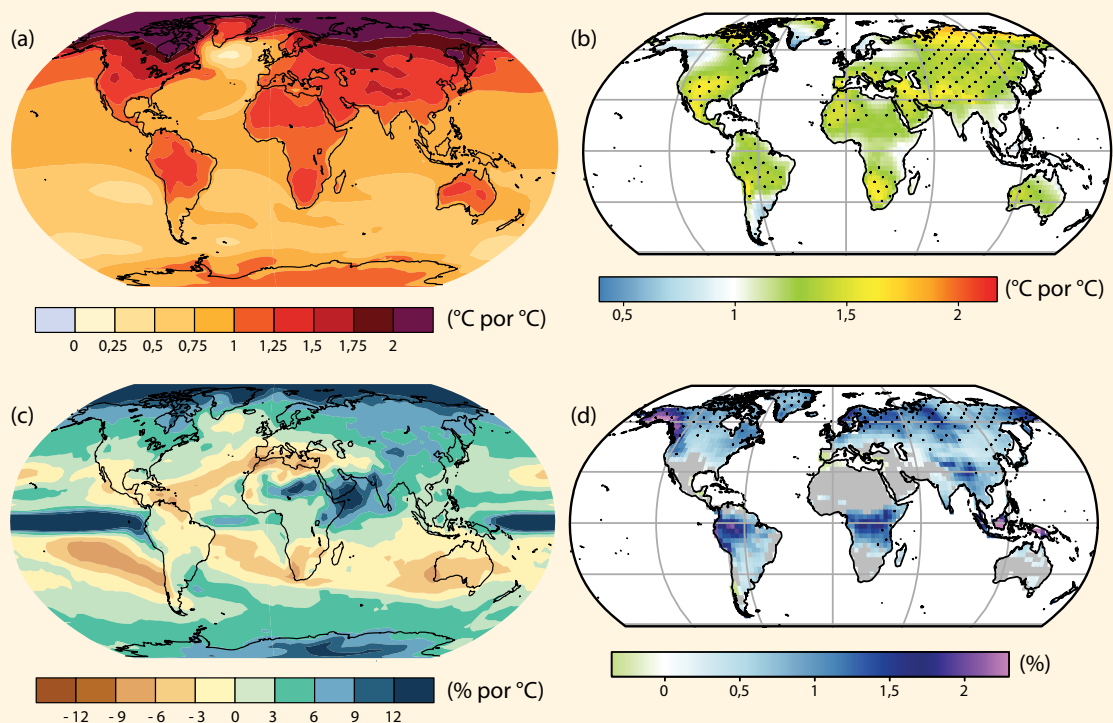 (a)
(°C por °C)
0 0,25 0,5 0,75 1 1,25 1,5 1,75 2
(b)
(°C por °C)
0,5 1 1,5 2
(c)
(% por °C)
-12 -9 -6 -3 0 3 6 9 12
(d)
(%)
0 0,5 1 1,5 2